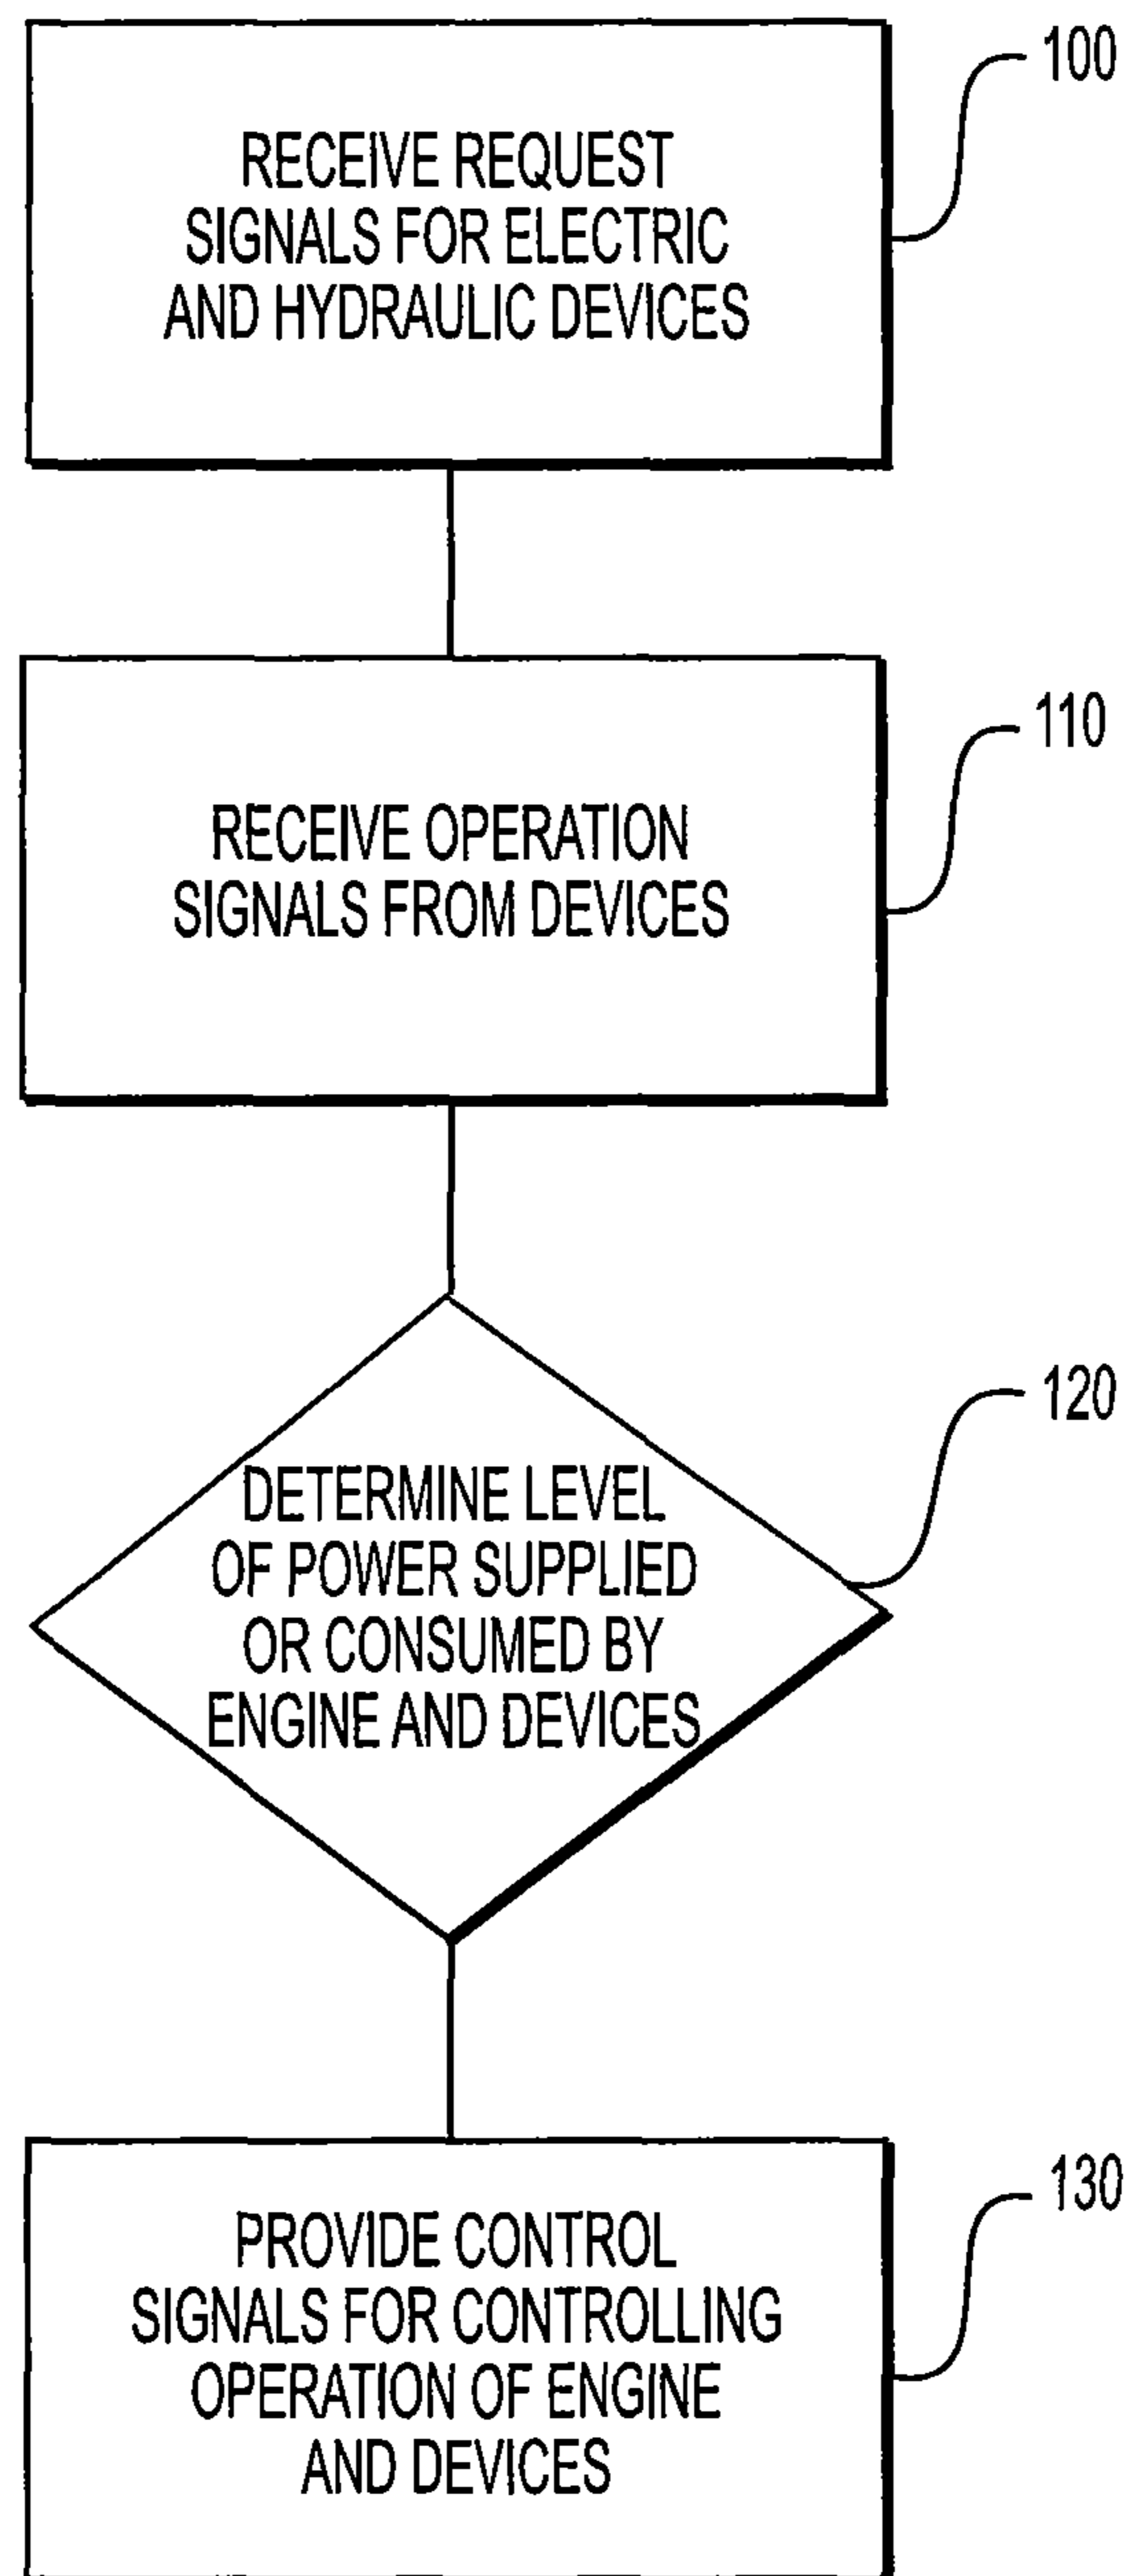 100
RECEIVE REQUEST
SIGNALS FOR ELECTRIC
AND HYDRAULIC DEVICES
110
RECEIVE OPERATION
SIGNALS FROM DEVICES
120
DETERMINE LEVEL
OF POWER SUPPLIED
OR CONSUMED BY
ENGINE AND DEVICES
130
PROVIDE CONTROL
SIGNALS FOR CONTROLLING
OPERATION OF ENGINE
AND DEVICES